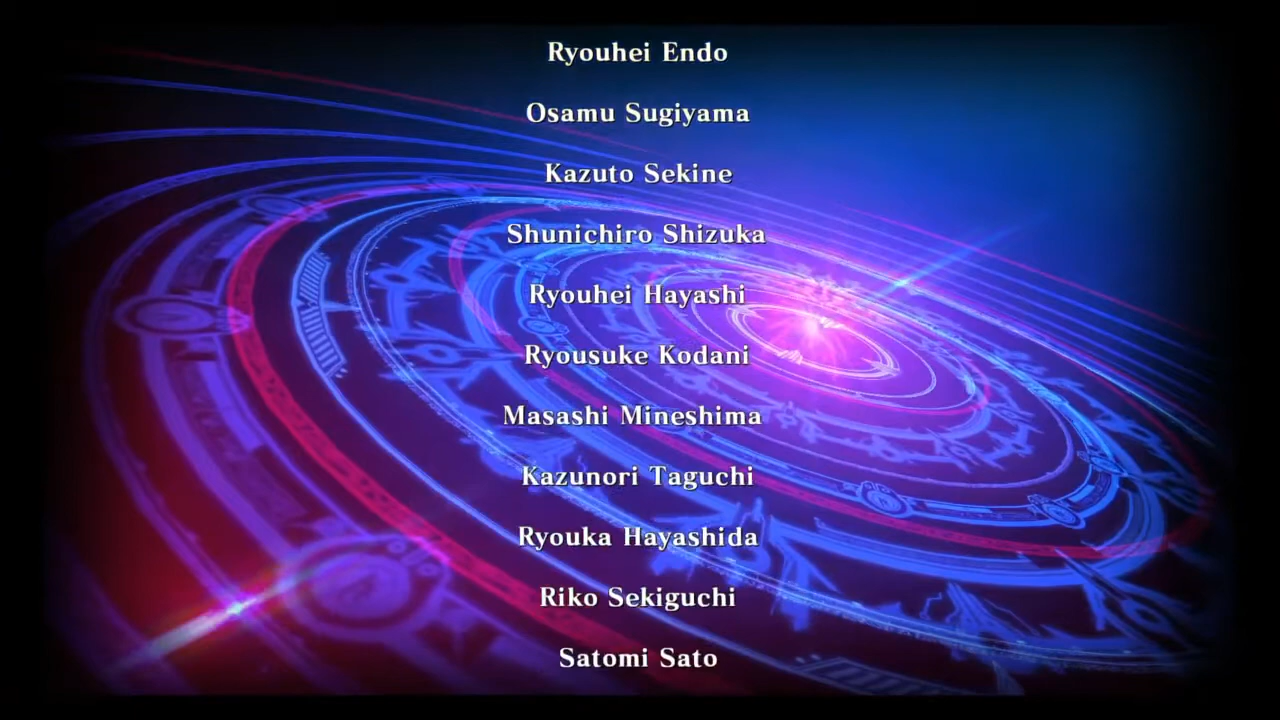 Ryouhei Endo
Osamu Sugiyama
Kazuto Sekine
Shunichiro Shizuka
Ryouhei Hayashi
Ryousuke Kodani
Masashi Mineshima
Kazunori Taguchi
Ryouka Hayashida
Riko Sekiguchi
Satomi Sato